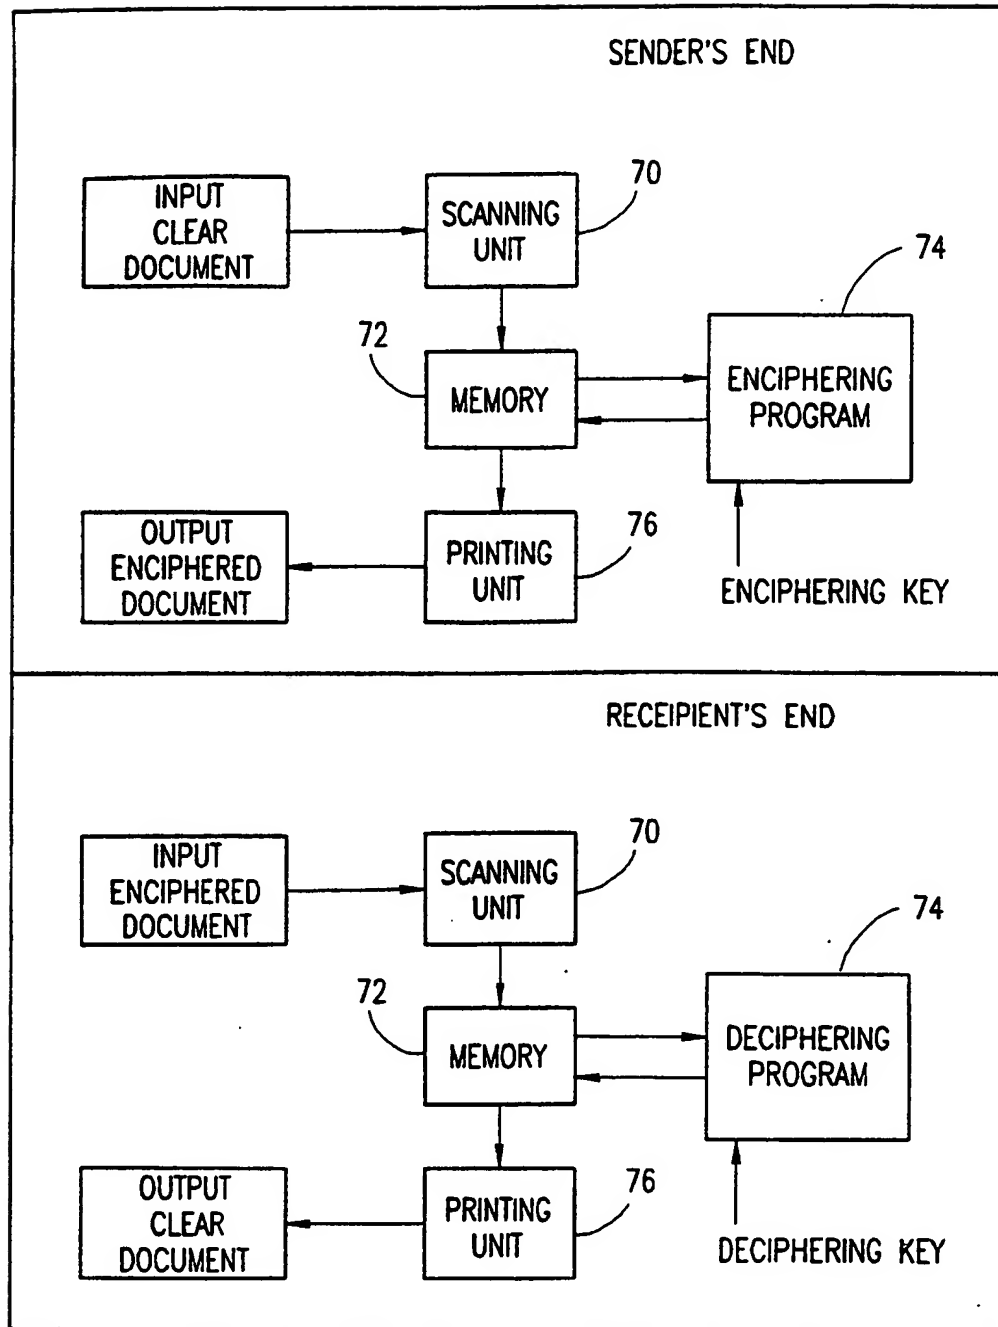 SENDER'S END
INPUT
CLEAR
DOCUMENT
SCANNING
UNIT
70
72
MEMORY
74
ENCIPHERING
PROGRAM
OUTPUT
ENCIPHERED
DOCUMENT
PRINTING
UNIT
76
ENCIPHERING KEY
RECEIPIENT'S END
INPUT
ENCIPHERED
DOCUMENT
SCANNING
UNIT
70
72
MEMORY
74
DECIPHERING
PROGRAM
OUTPUT
CLEAR
DOCUMENT
PRINTING
UNIT
76
DECIPHERING KEY